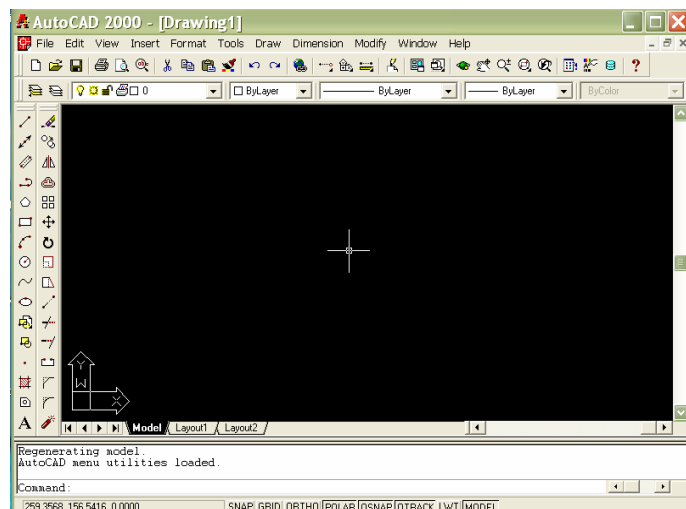 AutoCAD 2000 - [Drawing1]
File Edit View Insert Format Tools Draw Dimension Modify Window Help
0 ByLayer ByLayer ByLayer ByColor
Y
W
X
A
Model Layout1 Layout2
Regenerating model.
AutoCAD menu utilities loaded.
Command:
259.3568, 156.5416, 0.0000 SNAP GRID ORTHO POLAR OSNAP OTRACK LWT MODEL